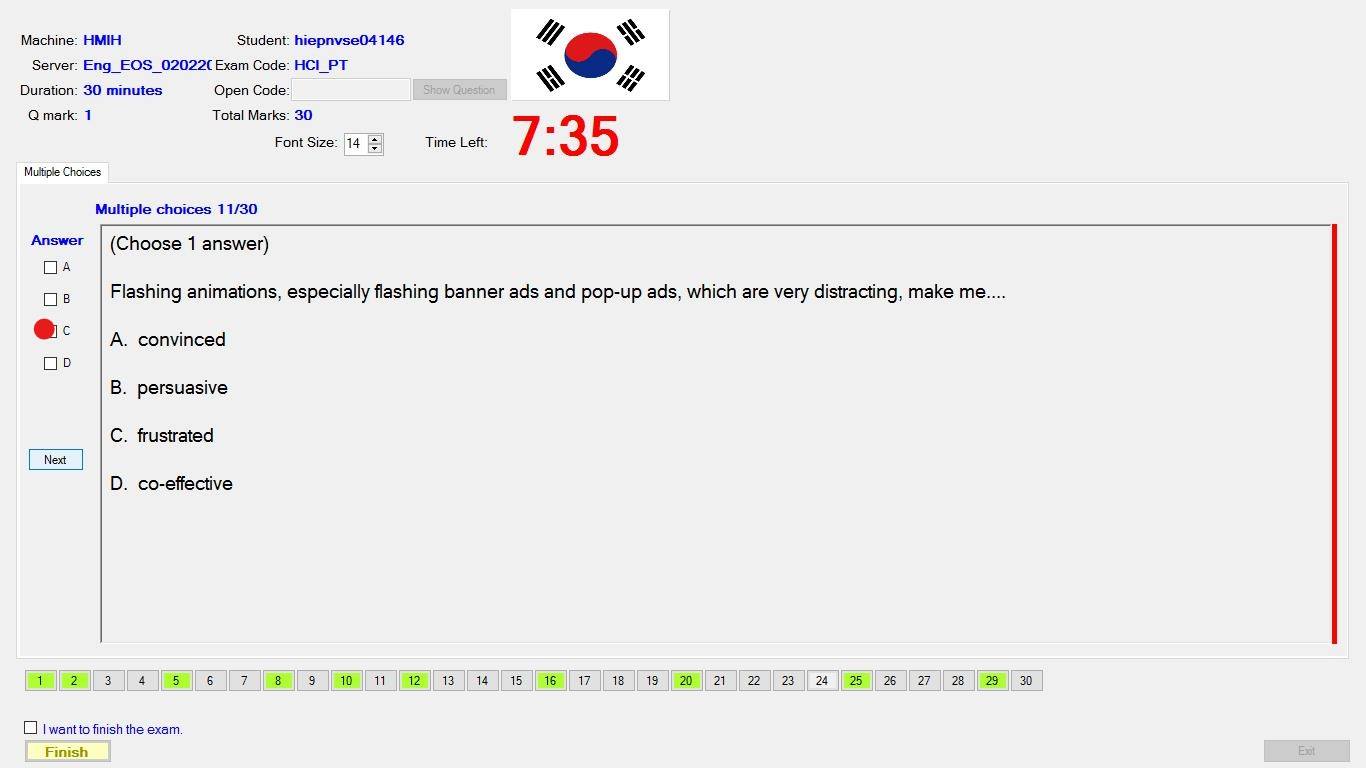 Machine: HMIH Student: hiepnvse04146
Server: Eng_EOS_020220 Exam Code: HCI_PT
Duration: 30 minutes Open Code: Show Question
Q mark: 1 Total Marks: 30
Font Size: 14 Time Left: 7:35
Multiple Choices
Multiple choices 11/30
Answer
(Choose 1 answer)
A
Flashing animations, especially flashing banner ads and pop-up ads, which are very distracting, make me....
B
C
A. convinced
D
B. persuasive
C. frustrated
Next
D. co-effective
1 2 3 4 5 6 7 8 9 10 11 12 13 14 15 16 17 18 19 20 21 22 23 24 25 26 27 28 29 30
I want to finish the exam.
Finish Exit